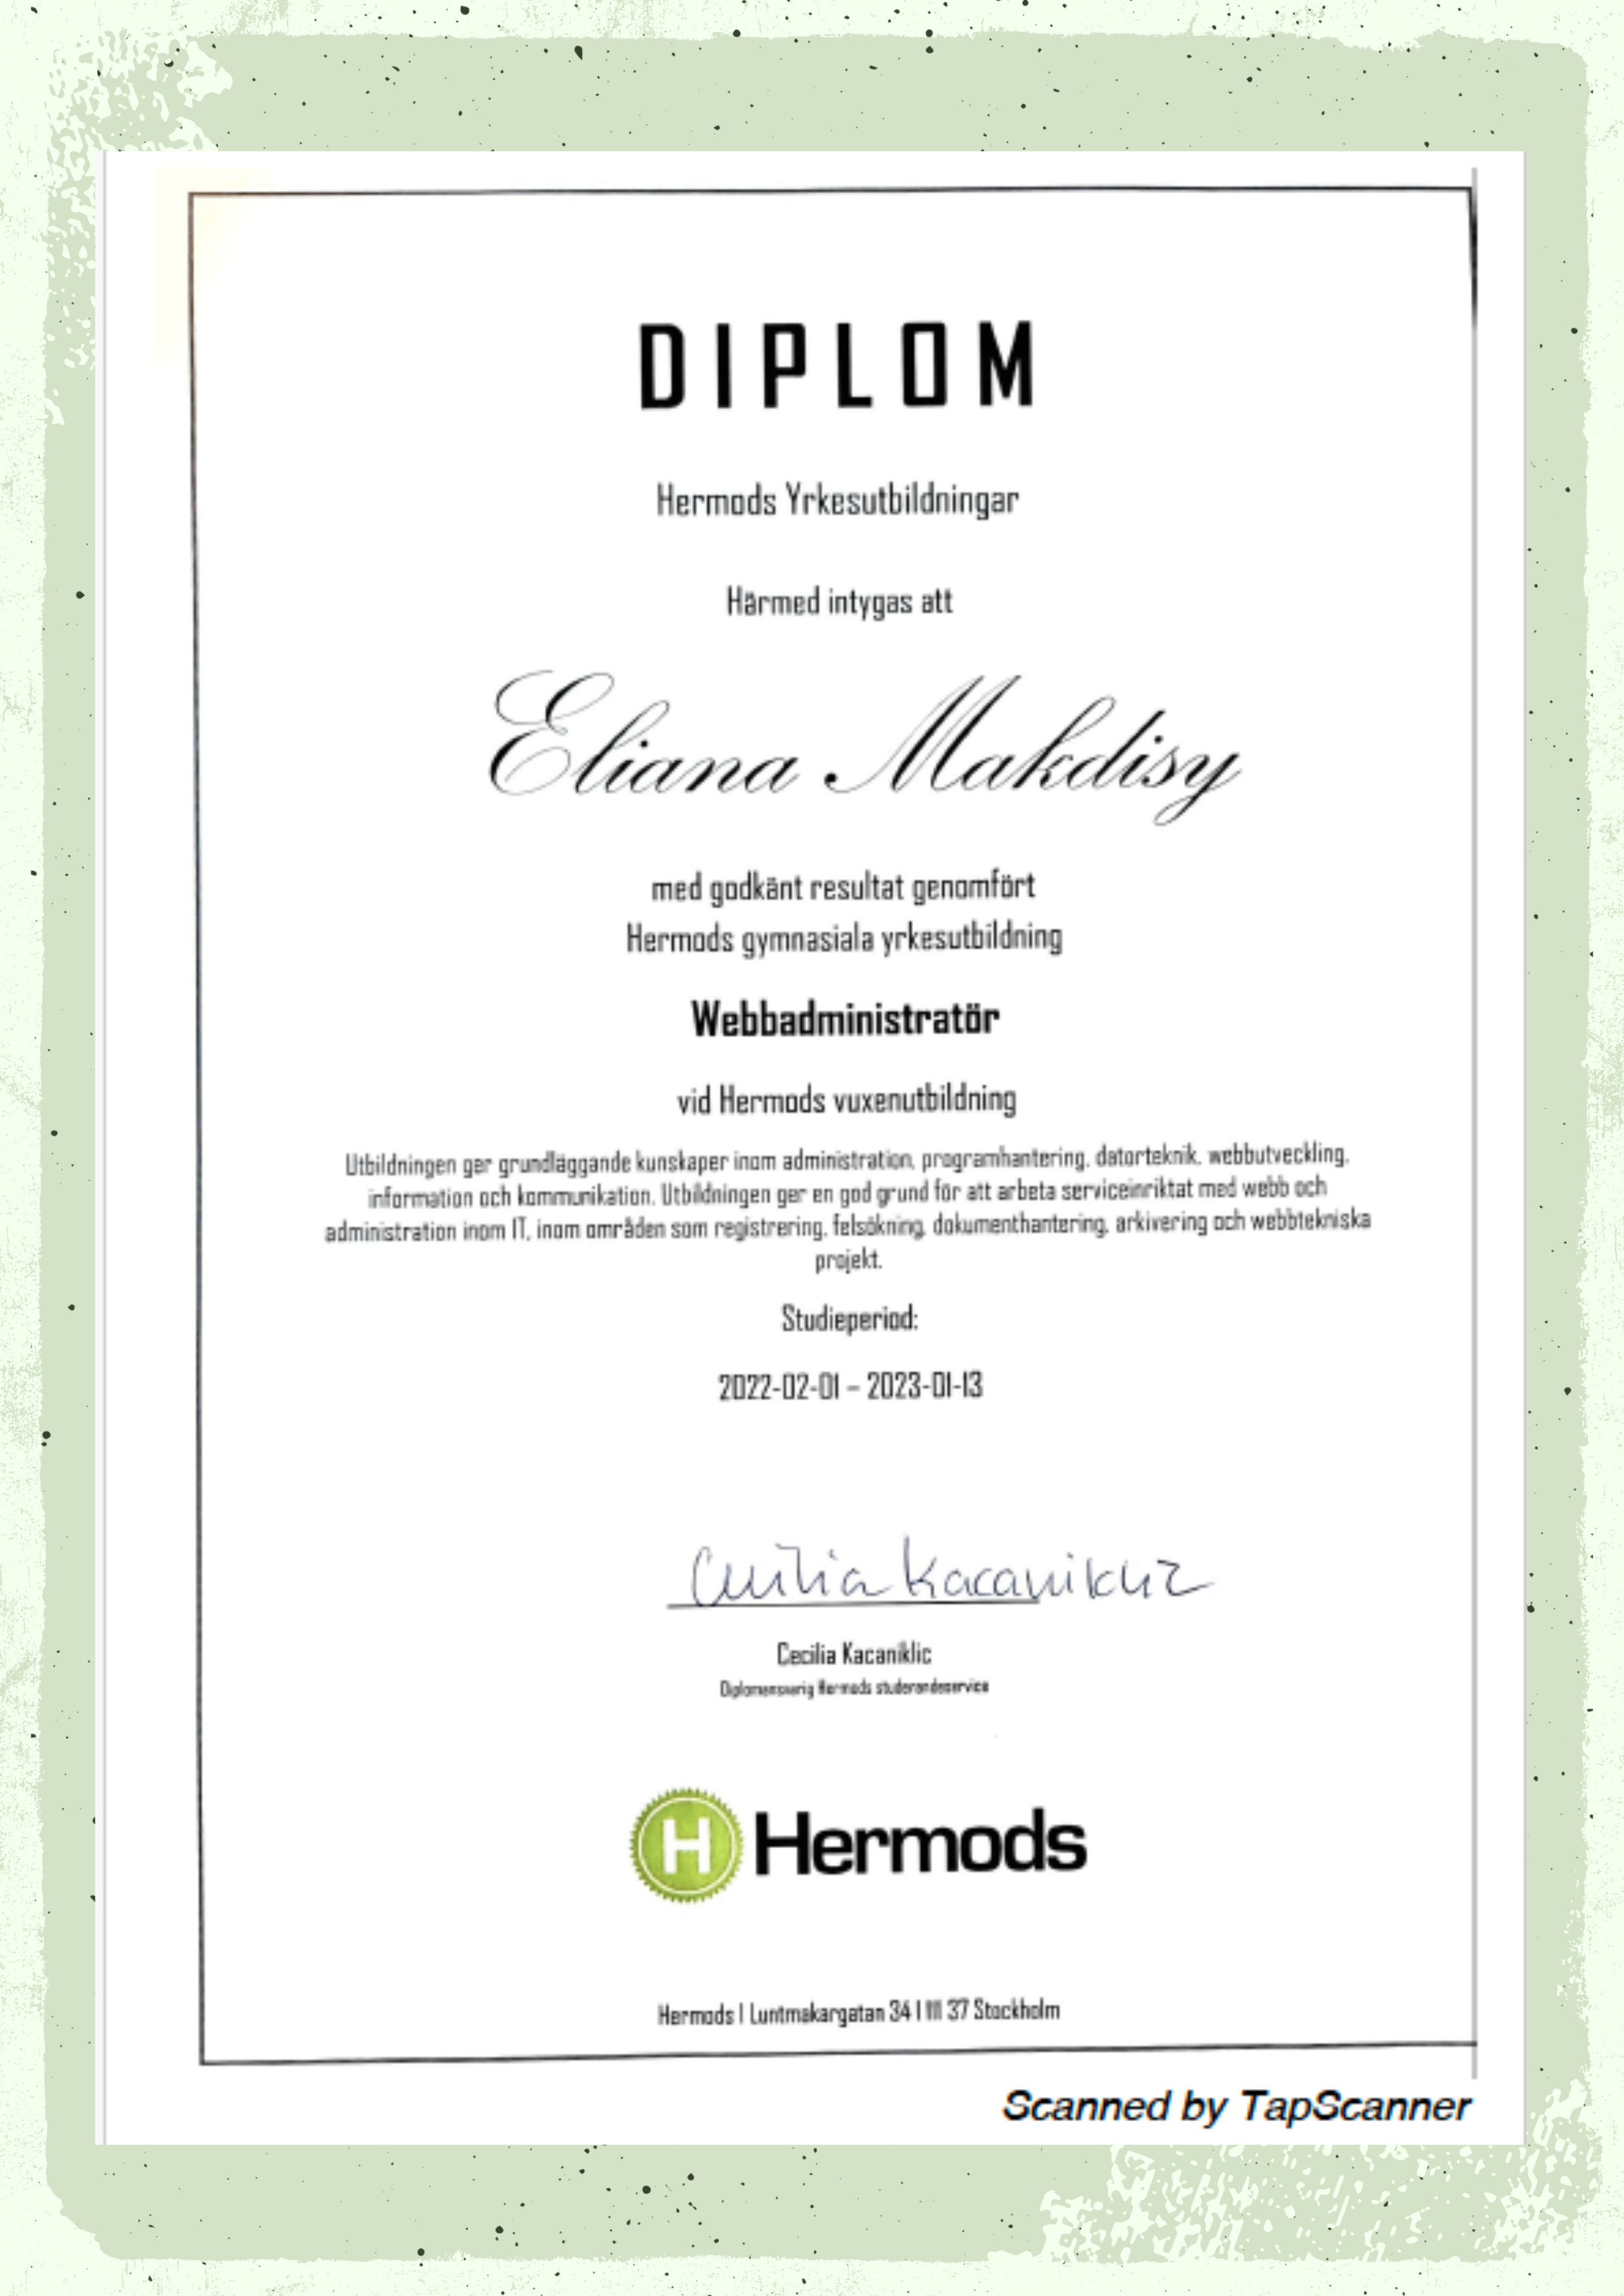 DIPLOM
Hermods Yrkesutbildningar
Härmed intygas att
Eliana Makdisy
med godkänt resultat genomfört
Hermods gymnasiala yrkesutbildning
Webbadministratör
vid Hermods vuxenutbildning
Utbildningen ger grundläggande kunskaper inom administration, programhantering, datorteknik, webbutveckling,
information och kommunikation. Utbildningen ger en god grund för att arbeta serviceinriktat med webb och
administration inom IT, inom områden som registrering, felsökning, dokumenthantering, arkivering och webbtekniska
projekt.
Studieperiod:
2022-02-01 – 2023-01-13
Cecilia Kacaniklic
Cecilia Kacaniklic
Diplomansvarig Hermods studerandeservice
H Hermods
Hermods | Luntmakargatan 34 | 111 37 Stockholm
Scanned by TapScanner